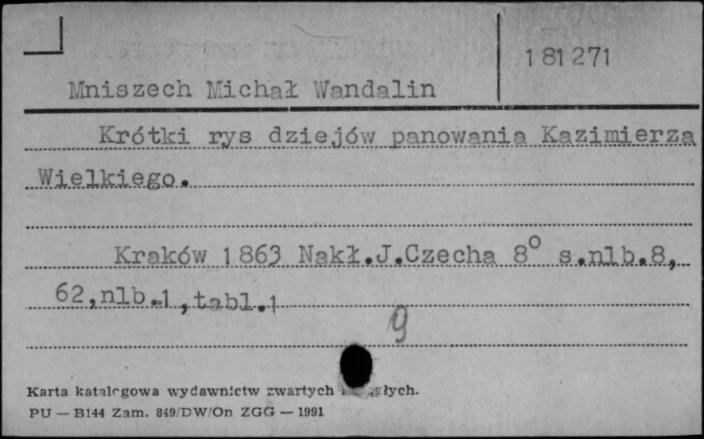 181271
Mniszech Michał Wandalin
Krótki rys dziejów panowania Kazimierza
Wielkiego.
Kraków 1863 Nakł.J.Czecha 8° s.nlb.8,
62,nlb.1,tabl.1
9
Karta katalogowa wydawnictw zwartych
PU — B144 Zam. 849/DW/On ZGG — 1991